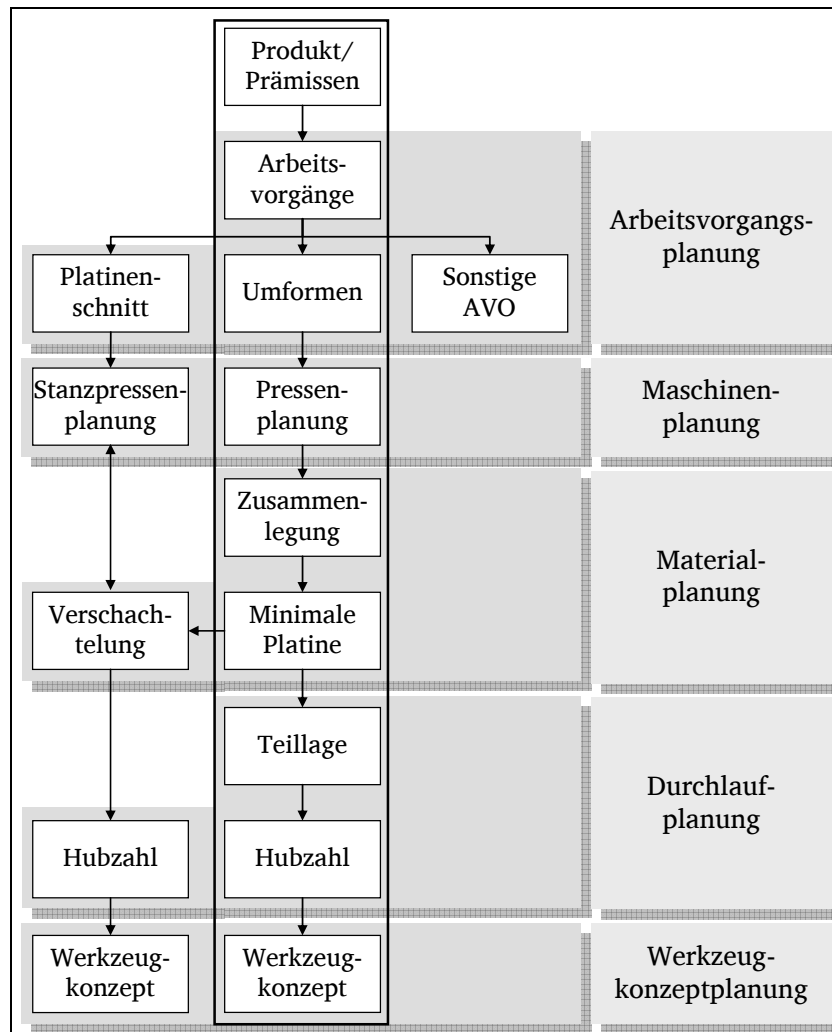 Produkt/
Prämissen
Arbeits-
vorgänge
Arbeitsvorgangs-
planung
Platinen-
schnitt
Umformen
Sonstige
AVO
Stanzpressen-
planung
Pressen-
planung
Maschinen-
planung
Zusammen-
legung
Material-
planung
Verschach-
telung
Minimale
Platine
Teillage
Durchlauf-
planung
Hubzahl
Hubzahl
Werkzeug-
konzept
Werkzeug-
konzept
Werkzeug-
konzeptplanung